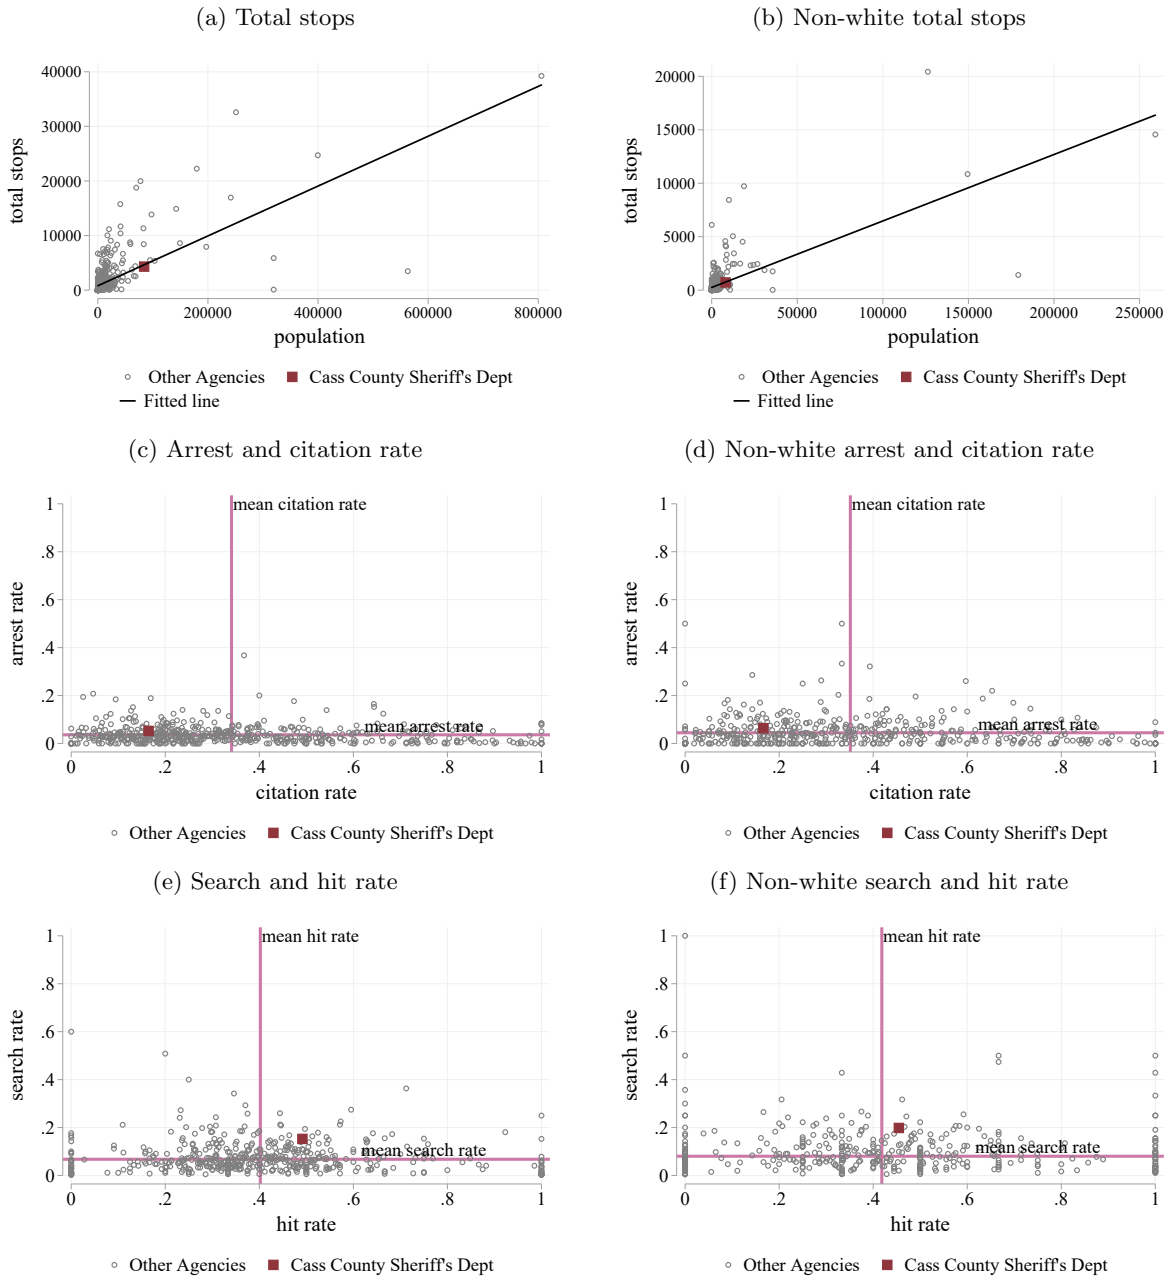 (a) Total stops
(b) Non-white total stops
40000
30000
20000
10000
0
total stops
0 200000 400000 600000 800000
population
Other Agencies Cass County Sheriff's Dept
Fitted line
20000
15000
10000
5000
0
total stops
0 50000 100000 150000 200000 250000
population
Other Agencies Cass County Sheriff's Dept
Fitted line
(c) Arrest and citation rate
(d) Non-white arrest and citation rate
1
.8
.6
.4
.2
0
arrest rate
mean citation rate
mean arrest rate
0 .2 .4 .6 .8 1
citation rate
Other Agencies Cass County Sheriff's Dept
1
.8
.6
.4
.2
0
arrest rate
mean citation rate
mean arrest rate
0 .2 .4 .6 .8 1
citation rate
Other Agencies Cass County Sheriff's Dept
(e) Search and hit rate
(f) Non-white search and hit rate
1
.8
.6
.4
.2
0
search rate
mean hit rate
mean search rate
0 .2 .4 .6 .8 1
hit rate
Other Agencies Cass County Sheriff's Dept
1
.8
.6
.4
.2
0
search rate
mean hit rate
mean search rate
0 .2 .4 .6 .8 1
hit rate
Other Agencies Cass County Sheriff's Dept